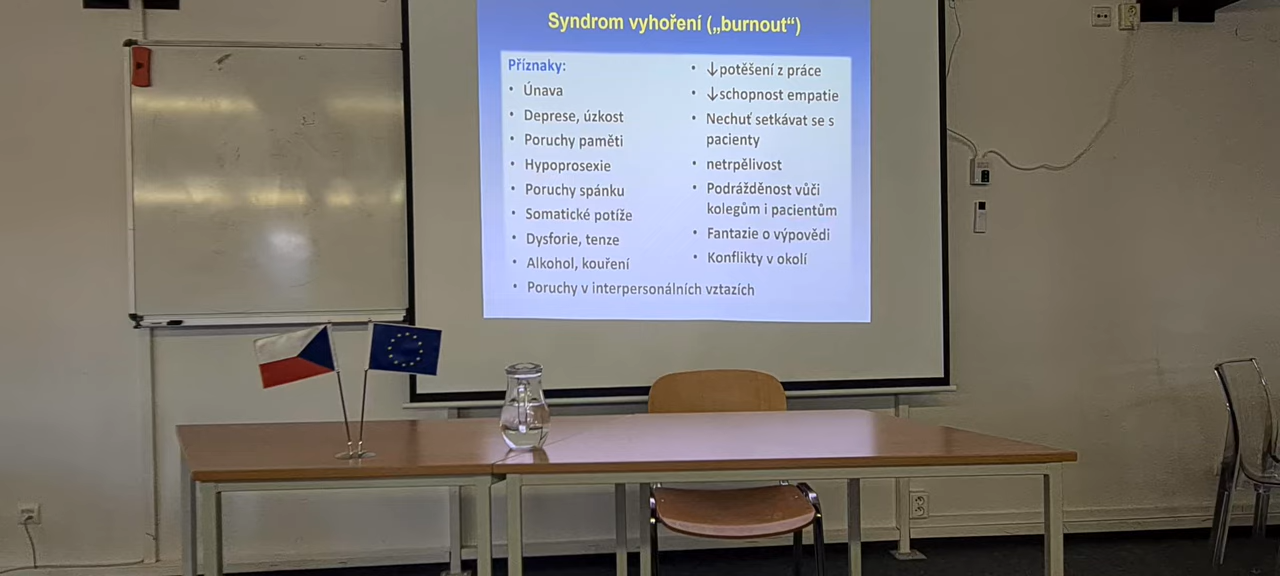 Syndrom vyhoření („burnout“)
Příznaky:
• Únava
• Deprese, úzkost
• Poruchy paměti
• Hypoprosexie
• Poruchy spánku
• Somatické potíže
• Dysforie, tenze
• Alkohol, kouření
• Poruchy v interpersonálních vztazích
• ↓potěšení z práce
• ↓schopnost empatie
• Nechuť setkávat se s
pacienty
• netrpělivost
• Podrážděnost vůči
kolegům i pacientům
• Fantazie o výpovědi
• Konflikty v okolí